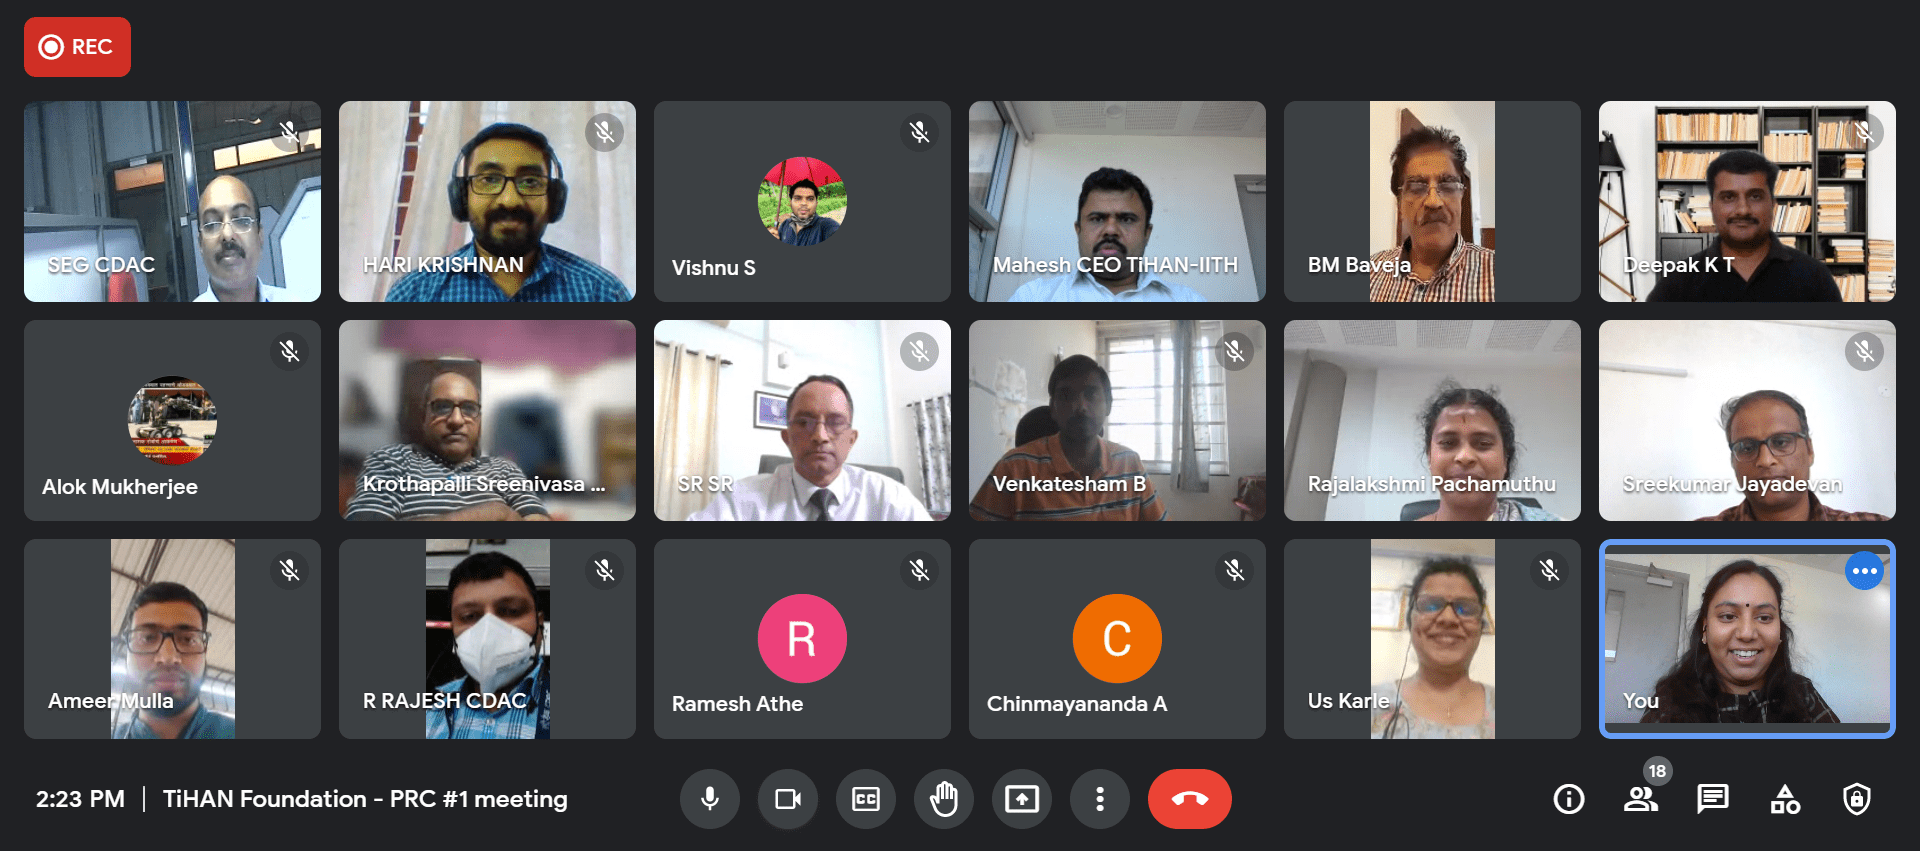 REC
SEG CDAC
HARI KRISHNAN
Vishnu S
Mahesh CEO TiHAN-IITH
BM Baveja
Deepak K T
Alok Mukherjee
Krothapalli Sreenivasa ...
SR SR
Venkatesham B
Rajalakshmi Pachamuthu
Sreekumar Jayadevan
Ameer Mulla
R RAJESH CDAC
R
Ramesh Athe
C
Chinmayananda A
Us Karle
You
2:23 PM | TiHAN Foundation - PRC #1 meeting
CC
18